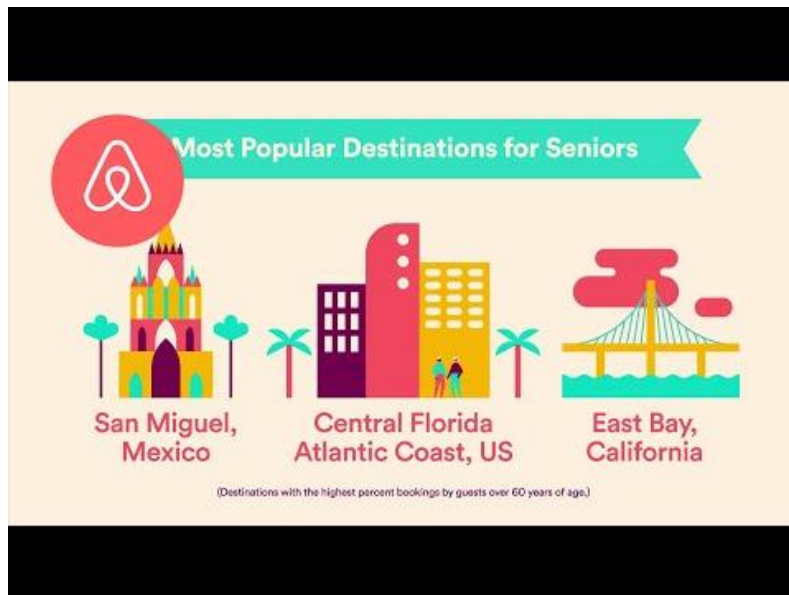 Most Popular Destinations for Seniors
San Miguel,
Mexico
Central Florida
Atlantic Coast, US
East Bay,
California
(Destinations with the highest percent bookings by guests over 60 years of age.)